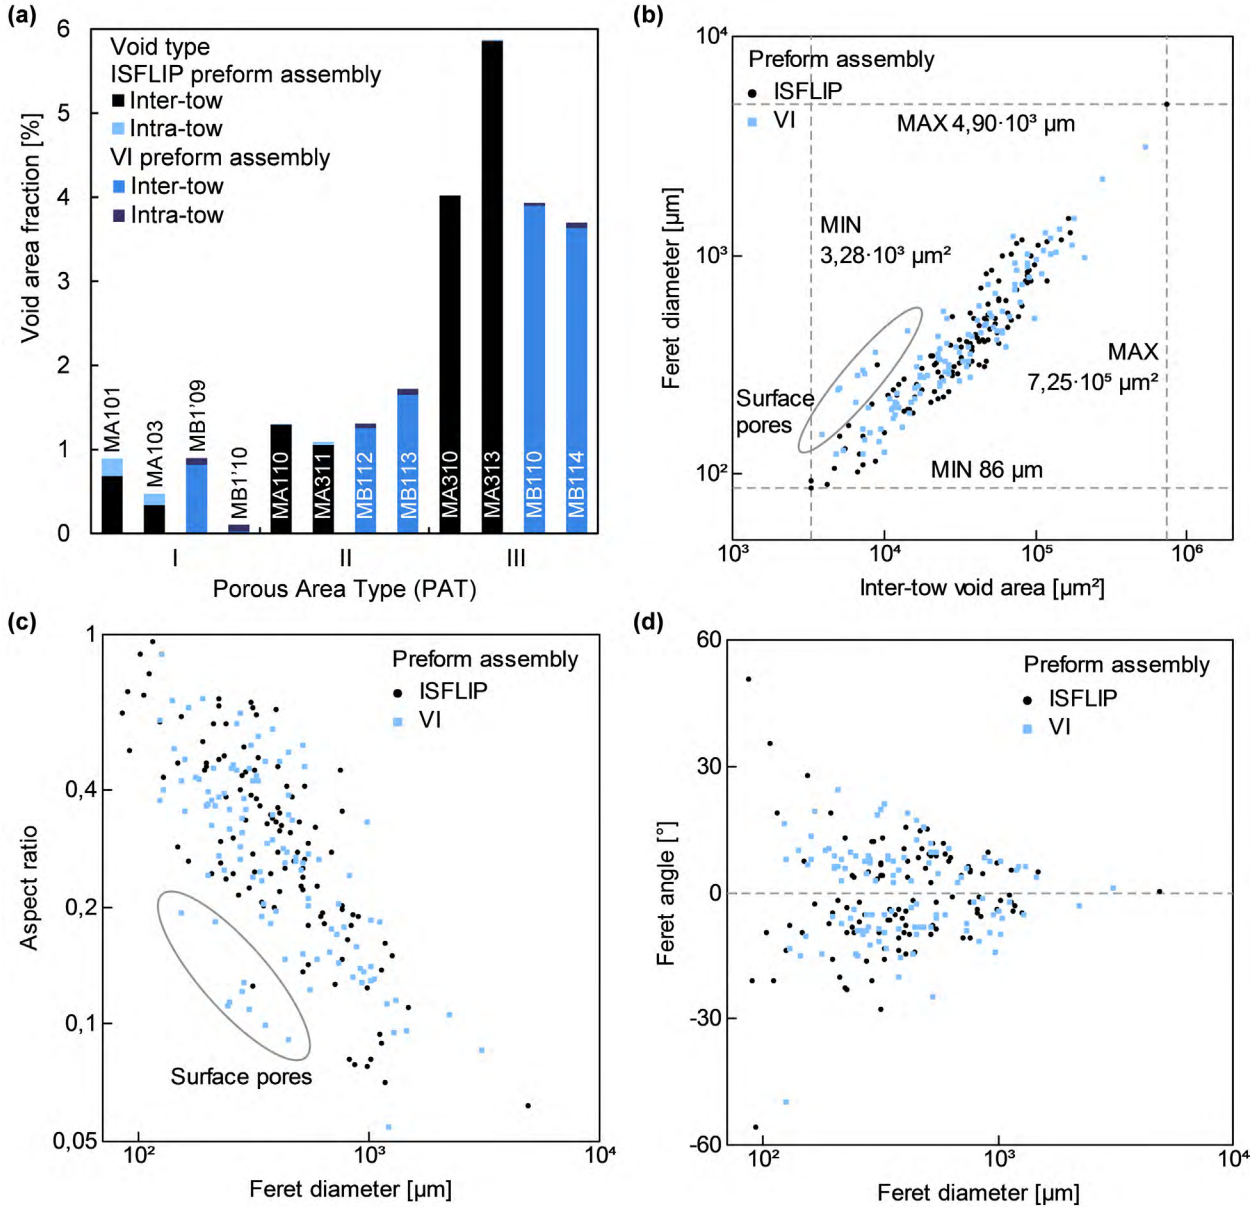 (a)
6
5
4
3
2
1
0
Void area fraction [%]
Void type
ISFLIP preform assembly
Inter-tow
Intra-tow
VI preform assembly
Inter-tow
Intra-tow
MA101
MA103
MB1'09
MB1'10
MA110
MA311
MB112
MB113
MA310
MA313
MB110
MB114
I
II
III
Porous Area Type (PAT)
(b)
10⁴
10³
10²
Feret diameter [µm]
Preform assembly
ISFLIP
VI
MAX 4,90·10³ µm
MIN
3,28·10³ µm²
MAX
7,25·10⁵ µm²
Surface
pores
MIN 86 µm
10³
10⁴
10⁵
10⁶
Inter-tow void area [µm²]
(c)
1
0,4
0,2
0,1
0,05
Aspect ratio
Preform assembly
ISFLIP
VI
Surface pores
10²
10³
10⁴
Feret diameter [µm]
(d)
60
30
0
-30
-60
Feret angle [°]
Preform assembly
ISFLIP
VI
10²
10³
10⁴
Feret diameter [µm]